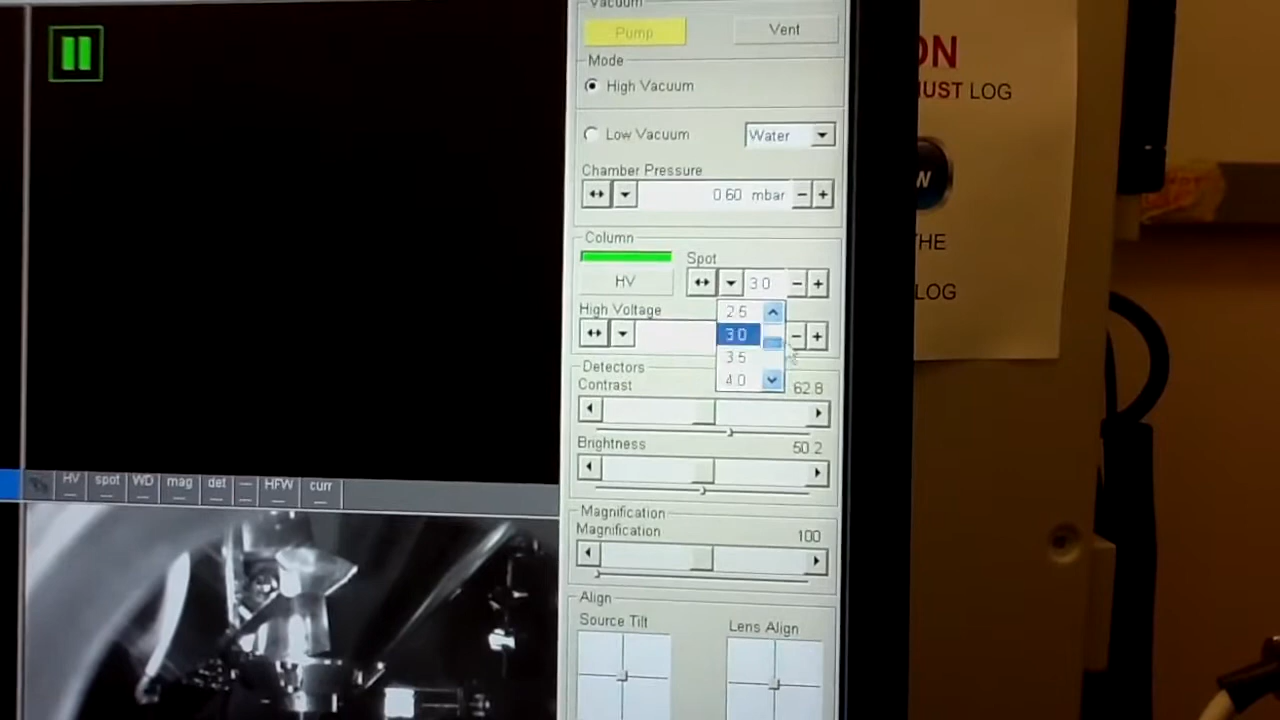 Vacuum
Pump
Vent
Mode
High Vacuum
Low Vacuum
Water
Chamber Pressure
0.60 mbar
Column
HV
Spot
3.0
2.5
3.0
3.5
4.0
High Voltage
Detectors
Contrast
62.8
Brightness
50.2
Magnification
Magnification
100
Align
Source Tilt
Lens Align
HV
spot
WD
mag
det
HFW
curr
ON
UST LOG
W
HE
LOG